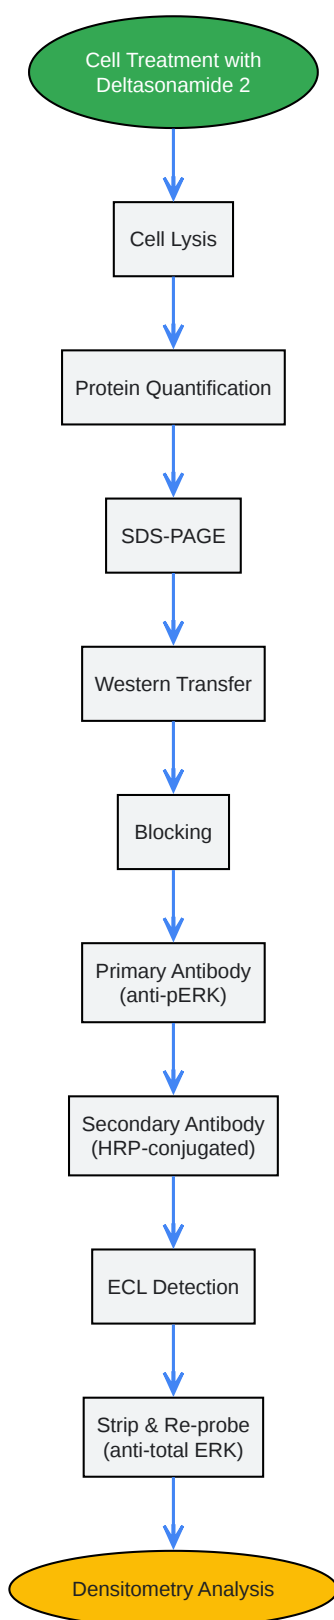 Cell Treatment with
Deltasonamide 2
Cell Lysis
Protein Quantification
SDS-PAGE
Western Transfer
Blocking
Primary Antibody
(anti-pERK)
Secondary Antibody
(HRP-conjugated)
ECL Detection
Strip & Re-probe
(anti-total ERK)
Densitometry Analysis